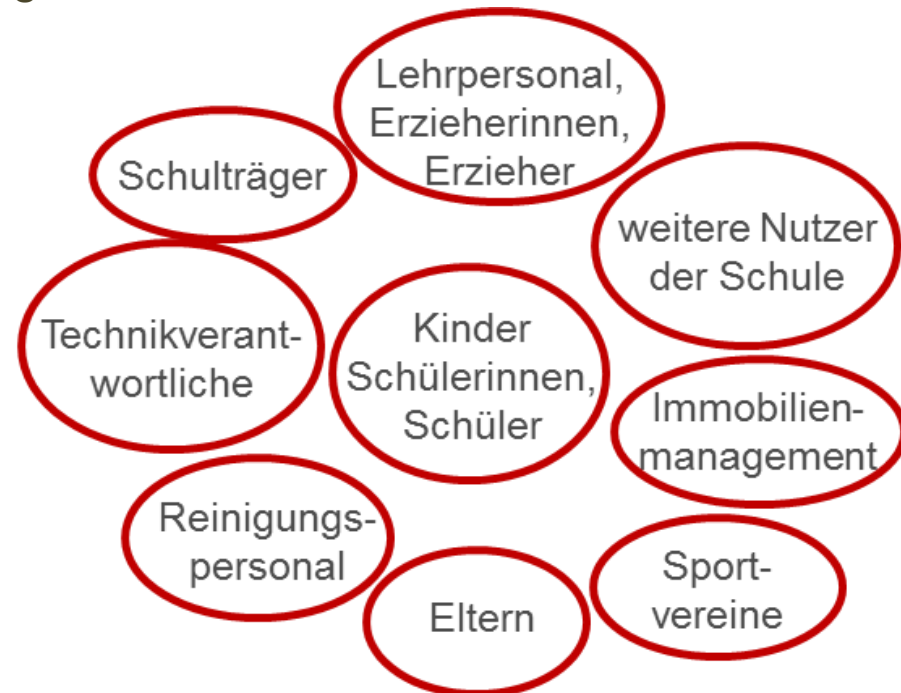 Lehrpersonal,
Erzieherinnen,
Erzieher
Schulträger
weitere Nutzer
der Schule
Technikverant-
wortliche
Kinder
Schülerinnen,
Schüler
Immobilien-
management
Reinigungs-
personal
Eltern
Sport-
vereine